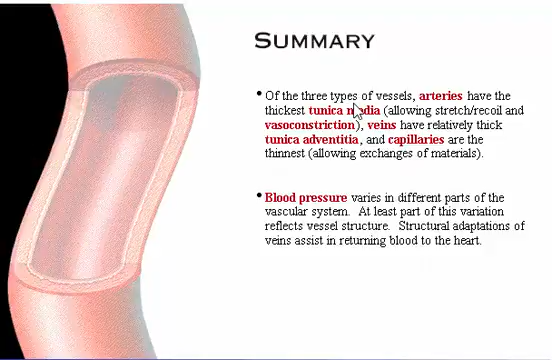 SUMMARY
• Of the three types of vessels, arteries have the
thickest tunica media (allowing stretch/recoil and
vasoconstriction), veins have relatively thick
tunica adventitia, and capillaries are the
thinnest (allowing exchanges of materials).
• Blood pressure varies in different parts of the
vascular system. At least part of this variation
reflects vessel structure. Structural adaptations of
veins assist in returning blood to the heart.